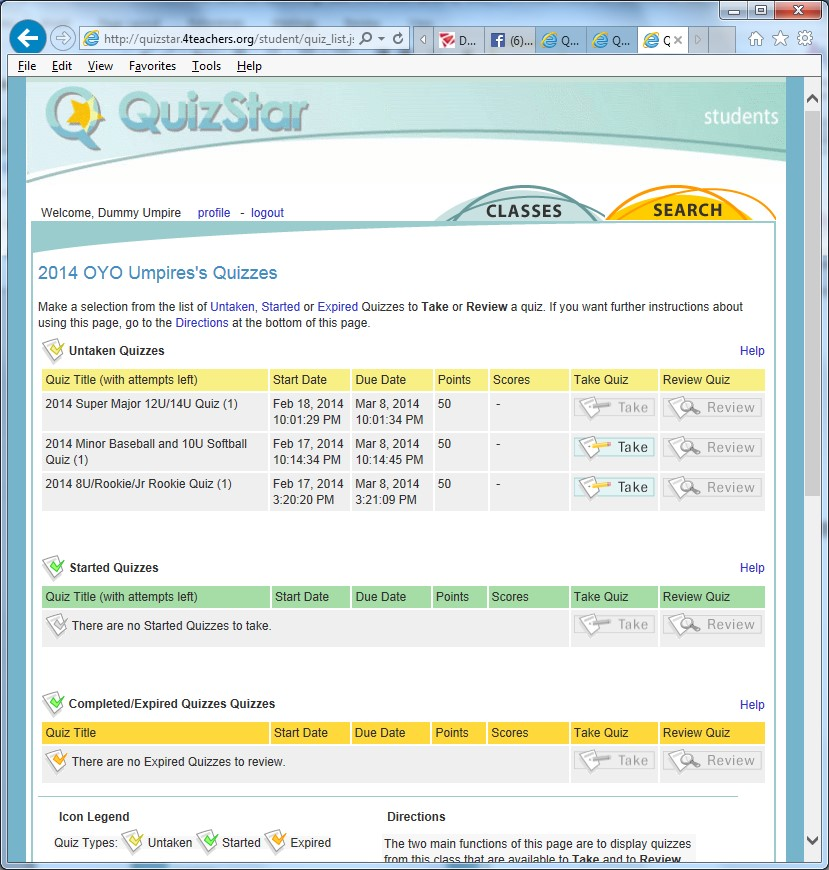 http://quizstar.4teachers.org/student/quiz_list.js
D...
(6)...
Q...
Q...
Q
File Edit View Favorites Tools Help
QuizStar
students
Welcome, Dummy Umpire profile - logout
CLASSES SEARCH
2014 OYO Umpires's Quizzes
Make a selection from the list of Untaken, Started or Expired Quizzes to Take or Review a quiz. If you want further instructions about
using this page, go to the Directions at the bottom of this page.
Untaken Quizzes Help
Quiz Title (with attempts left) Start Date Due Date Points Scores Take Quiz Review Quiz
2014 Super Major 12U/14U Quiz (1) Feb 18, 2014 Mar 8, 2014 50 - Take Review
10:01:29 PM 10:01:34 PM
2014 Minor Baseball and 10U Softball Feb 17, 2014 Mar 8, 2014 50 - Take Review
Quiz (1) 10:14:34 PM 10:14:45 PM
2014 8U/Rookie/Jr Rookie Quiz (1) Feb 17, 2014 Mar 8, 2014 50 - Take Review
3:20:20 PM 3:21:09 PM
Started Quizzes Help
Quiz Title (with attempts left) Start Date Due Date Points Scores Take Quiz Review Quiz
There are no Started Quizzes to take. Take Review
Completed/Expired Quizzes Quizzes Help
Quiz Title Start Date Due Date Points Scores Take Quiz Review Quiz
There are no Expired Quizzes to review. Take Review
Icon Legend Directions
Quiz Types: Untaken Started Expired The two main functions of this page are to display quizzes
from this class that are available to Take and to Review.